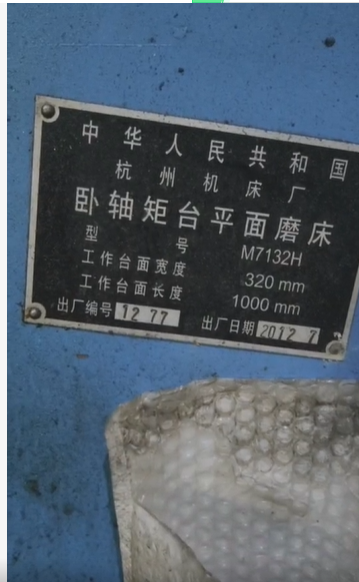 中华人民共和国
杭州机床厂
卧轴矩台平面磨床
型号 M7132H
工作台面宽度 320 mm
工作台面长度 1000 mm
出厂编号 1277 出厂日期 2012 7